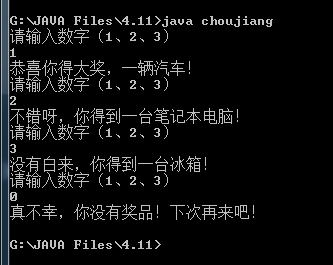 G:\JAVA Files\4.11>java choujiang
请输入数字（1、2、3）
1
恭喜你得大奖，一辆汽车！
请输入数字（1、2、3）
2
不错呀，你得到一台笔记本电脑！
请输入数字（1、2、3）
3
没有白来，你得到一台冰箱！
请输入数字（1、2、3）
0
真不幸，你没有奖品！下次再来吧！
G:\JAVA Files\4.11>